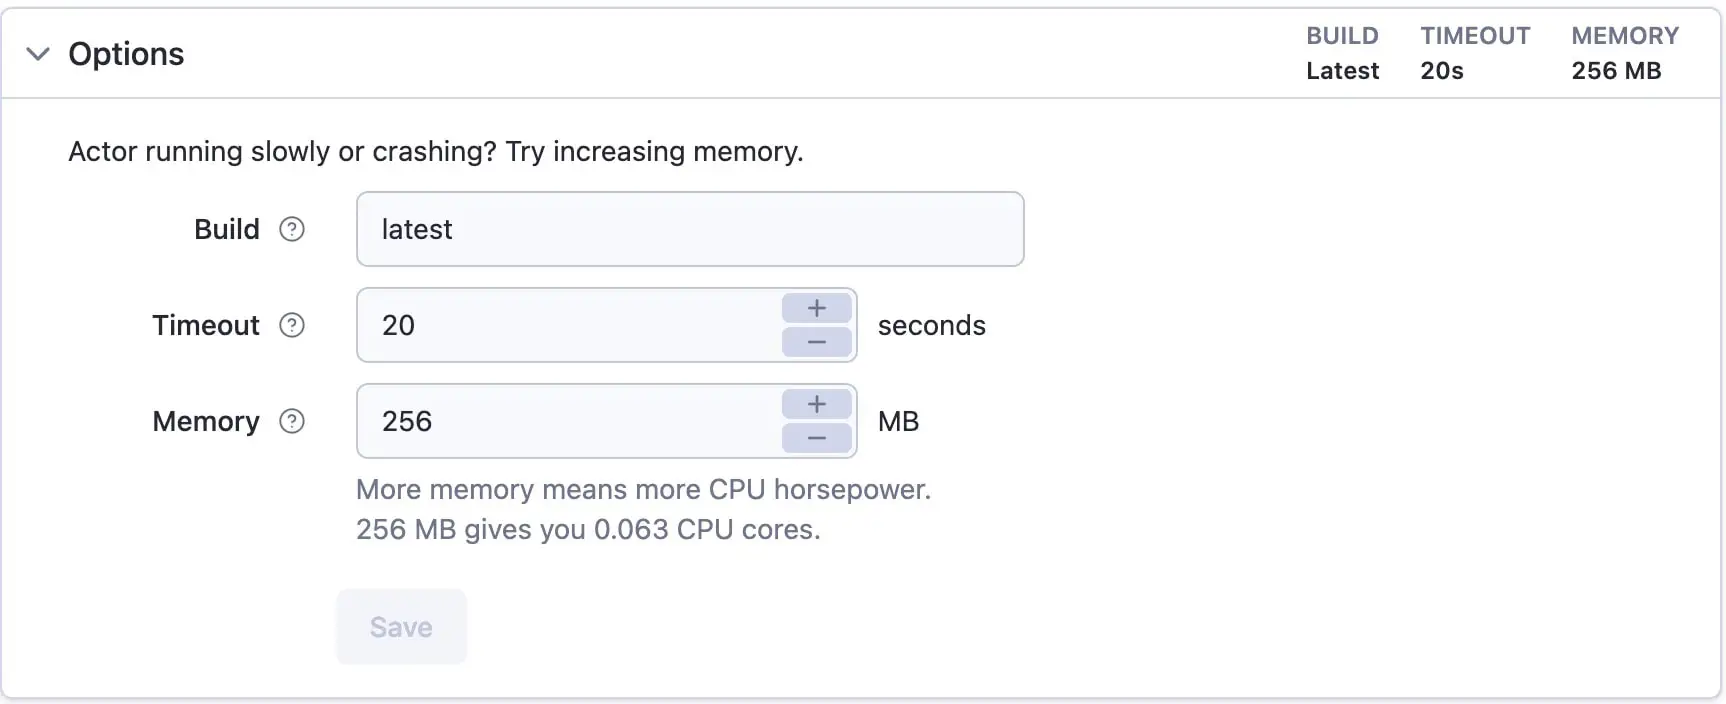 Options
BUILD TIMEOUT MEMORY
Latest 20s 256 MB
Actor running slowly or crashing? Try increasing memory.
Build ? latest
Timeout ? 20 + − seconds
Memory ? 256 + − MB
More memory means more CPU horsepower.
256 MB gives you 0.063 CPU cores.
Save